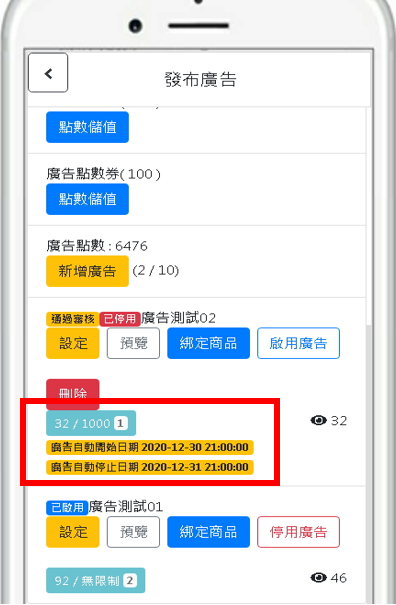 發布廣告
點數儲值
廣告點數券(100)
點數儲值
廣告點數:6476
新增廣告 (2/10)
通過審核 已停用 廣告測試02
設定 預覽 綁定商品 啟用廣告
刪除
32/1000 1 32
廣告自動開始日期 2020-12-30 21:00:00
廣告自動停止日期 2020-12-31 21:00:00
已啟用 廣告測試01
設定 預覽 綁定商品 停用廣告
92/無限制 2 46